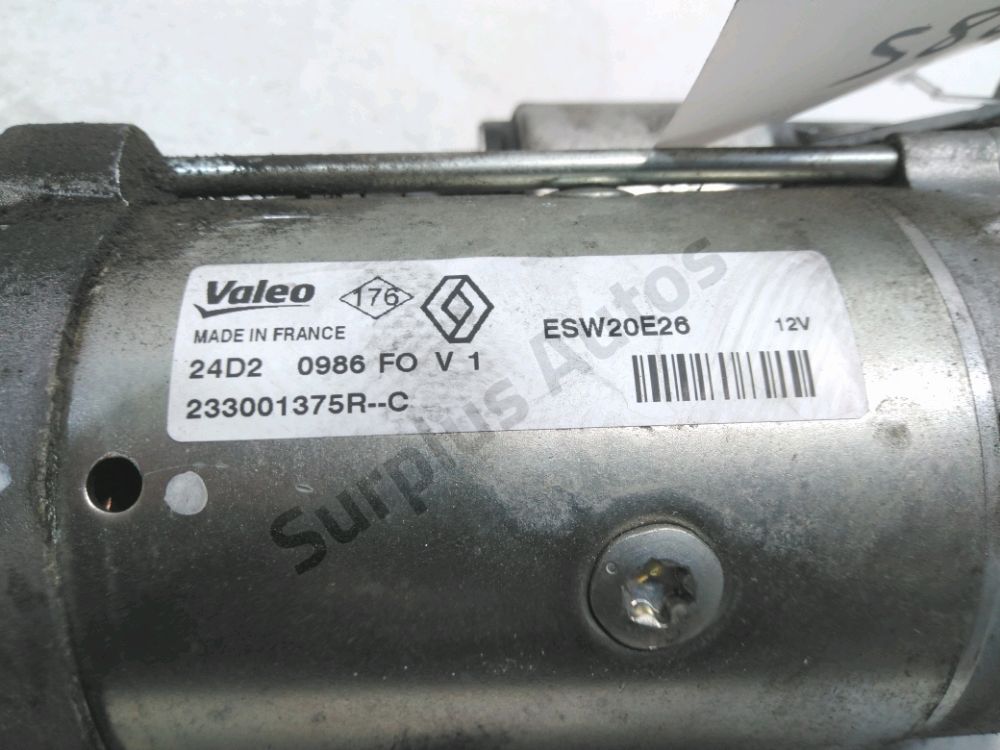 Valeo 176 ESW20E26 12V
MADE IN FRANCE
24D2 0986 FO V 1
233001375R--C
Surplus Autos